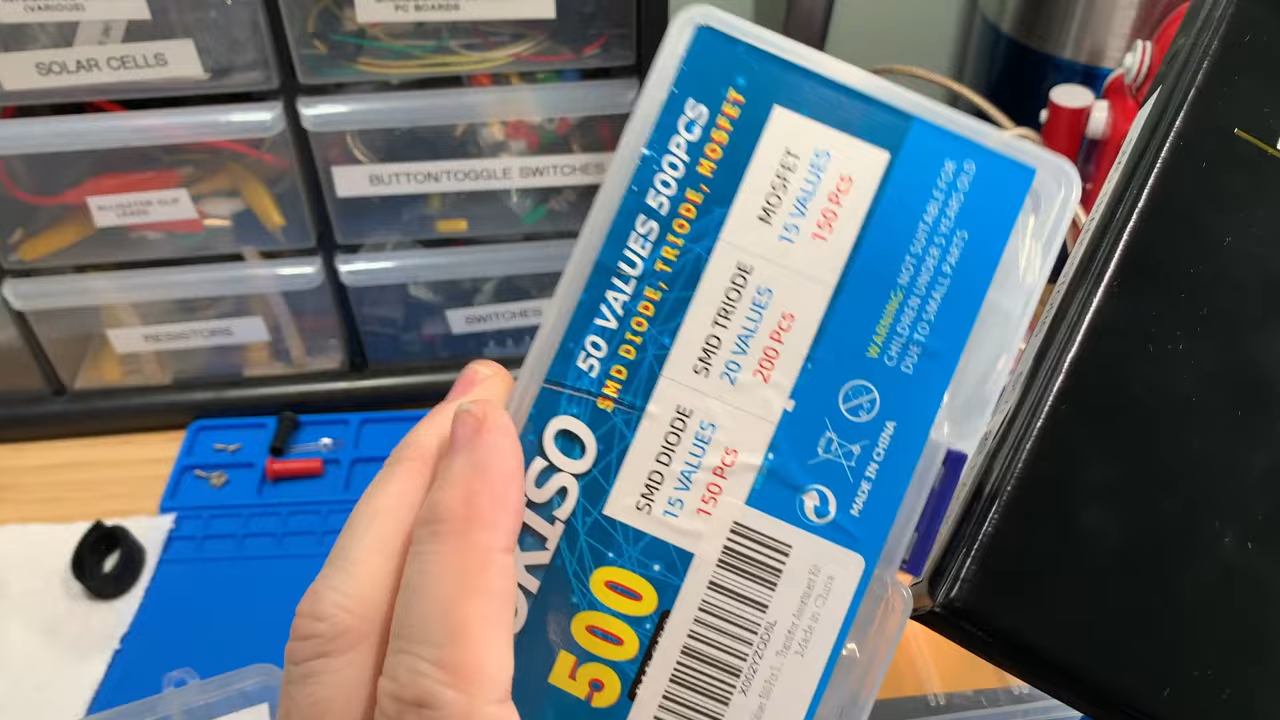 (VARIOUS)
PC BOARDS
SOLAR CELLS
ALLIGATOR CLIP
LEADS
BUTTON/TOGGLE SWITCHES
RESISTORS
SWITCHES
50 VALUES 500PCS
SMD DIODE, TRIODE, MOSFET
MOSFET
15 VALUES
150 PCS
SMD TRIODE
20 VALUES
200 PCS
SMD DIODE
15 VALUES
150 PCS
WARNING: NOT SUITABLE FOR
CHILDREN UNDER 5 YEARS OLD
DUE TO SMALL PARTS
MADE IN CHINA
500
Made in China